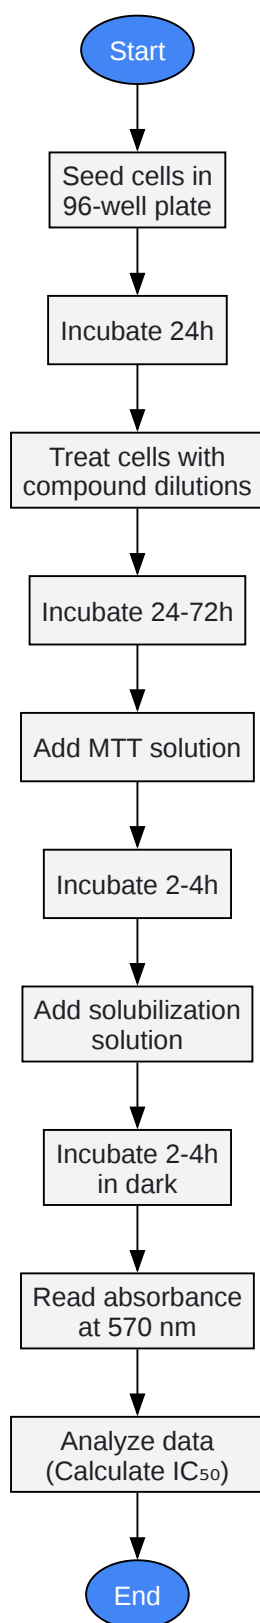 Start
Seed cells in
96-well plate
Incubate 24h
Treat cells with
compound dilutions
Incubate 24-72h
Add MTT solution
Incubate 2-4h
Add solubilization
solution
Incubate 2-4h
in dark
Read absorbance
at 570 nm
Analyze data
(Calculate IC₅₀)
End